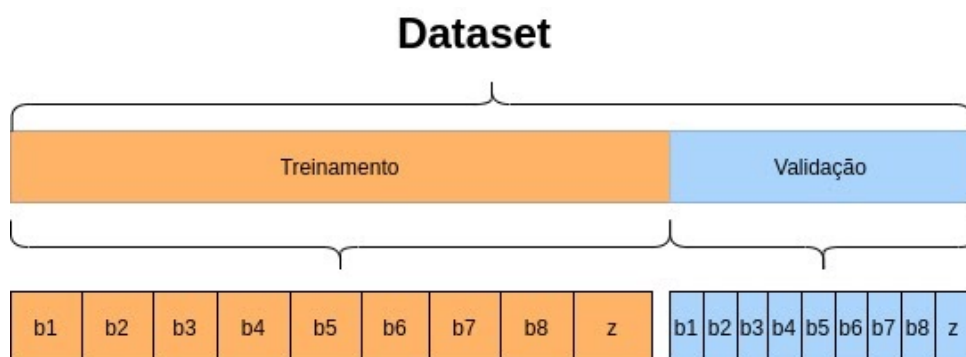 Dataset
Treinamento Validação
b1 b2 b3 b4 b5 b6 b7 b8 z b1 b2 b3 b4 b5 b6 b7 b8 z